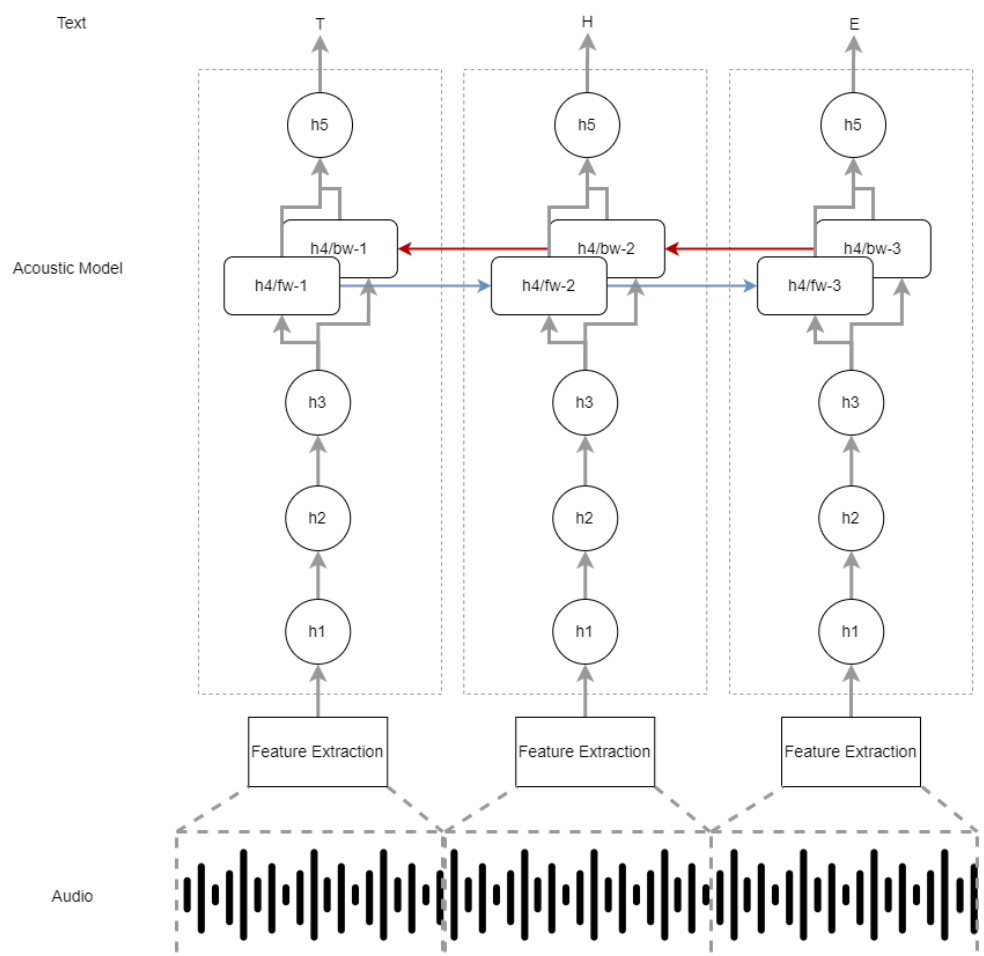 Text
T
H
E
h5
h5
h5
h4/bw-1
h4/bw-2
h4/bw-3
Acoustic Model
h4/fw-1
h4/fw-2
h4/fw-3
h3
h3
h3
h2
h2
h2
h1
h1
h1
Feature Extraction
Feature Extraction
Feature Extraction
Audio